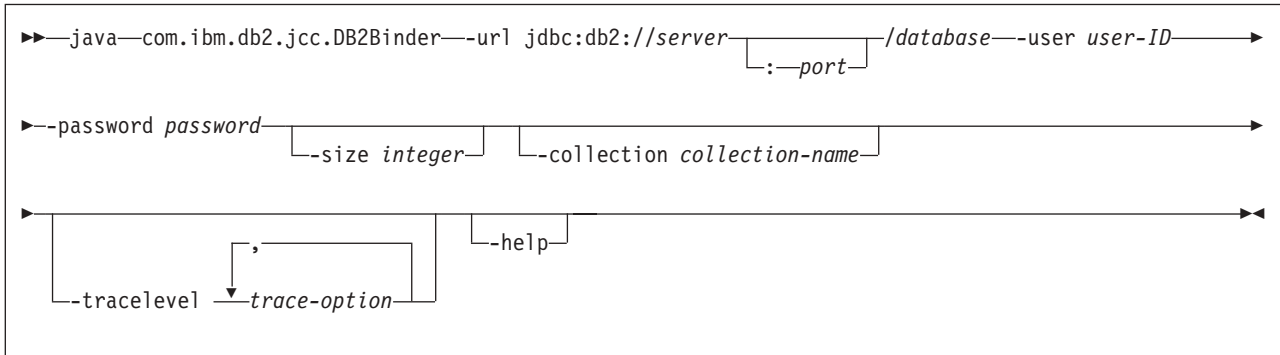 java com.ibm.db2.jcc.DB2Binder -url jdbc:db2://server /database -user user-ID
: port
-password password
-size integer -collection collection-name
,
-help
-tracelevel trace-option